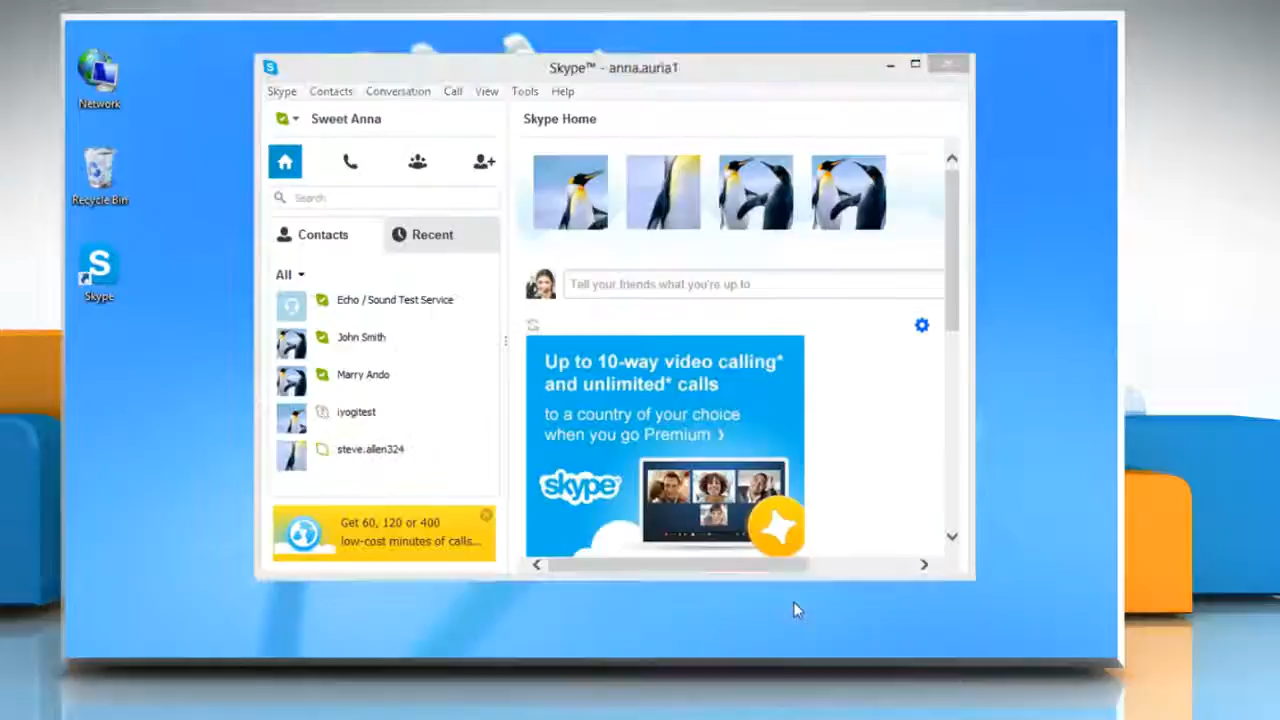 Network
Recycle Bin
Skype
Skype™ - anna.auria1
Skype Contacts Conversation Call View Tools Help
Sweet Anna
Search
Contacts
Recent
All
Echo / Sound Test Service
John Smith
Marry Ando
iyogitest
steve.allen324
Get 60, 120 or 400
low-cost minutes of calls...
Skype Home
Tell your friends what you're up to
Up to 10-way video calling*
and unlimited* calls
to a country of your choice
when you go Premium ❯
skype